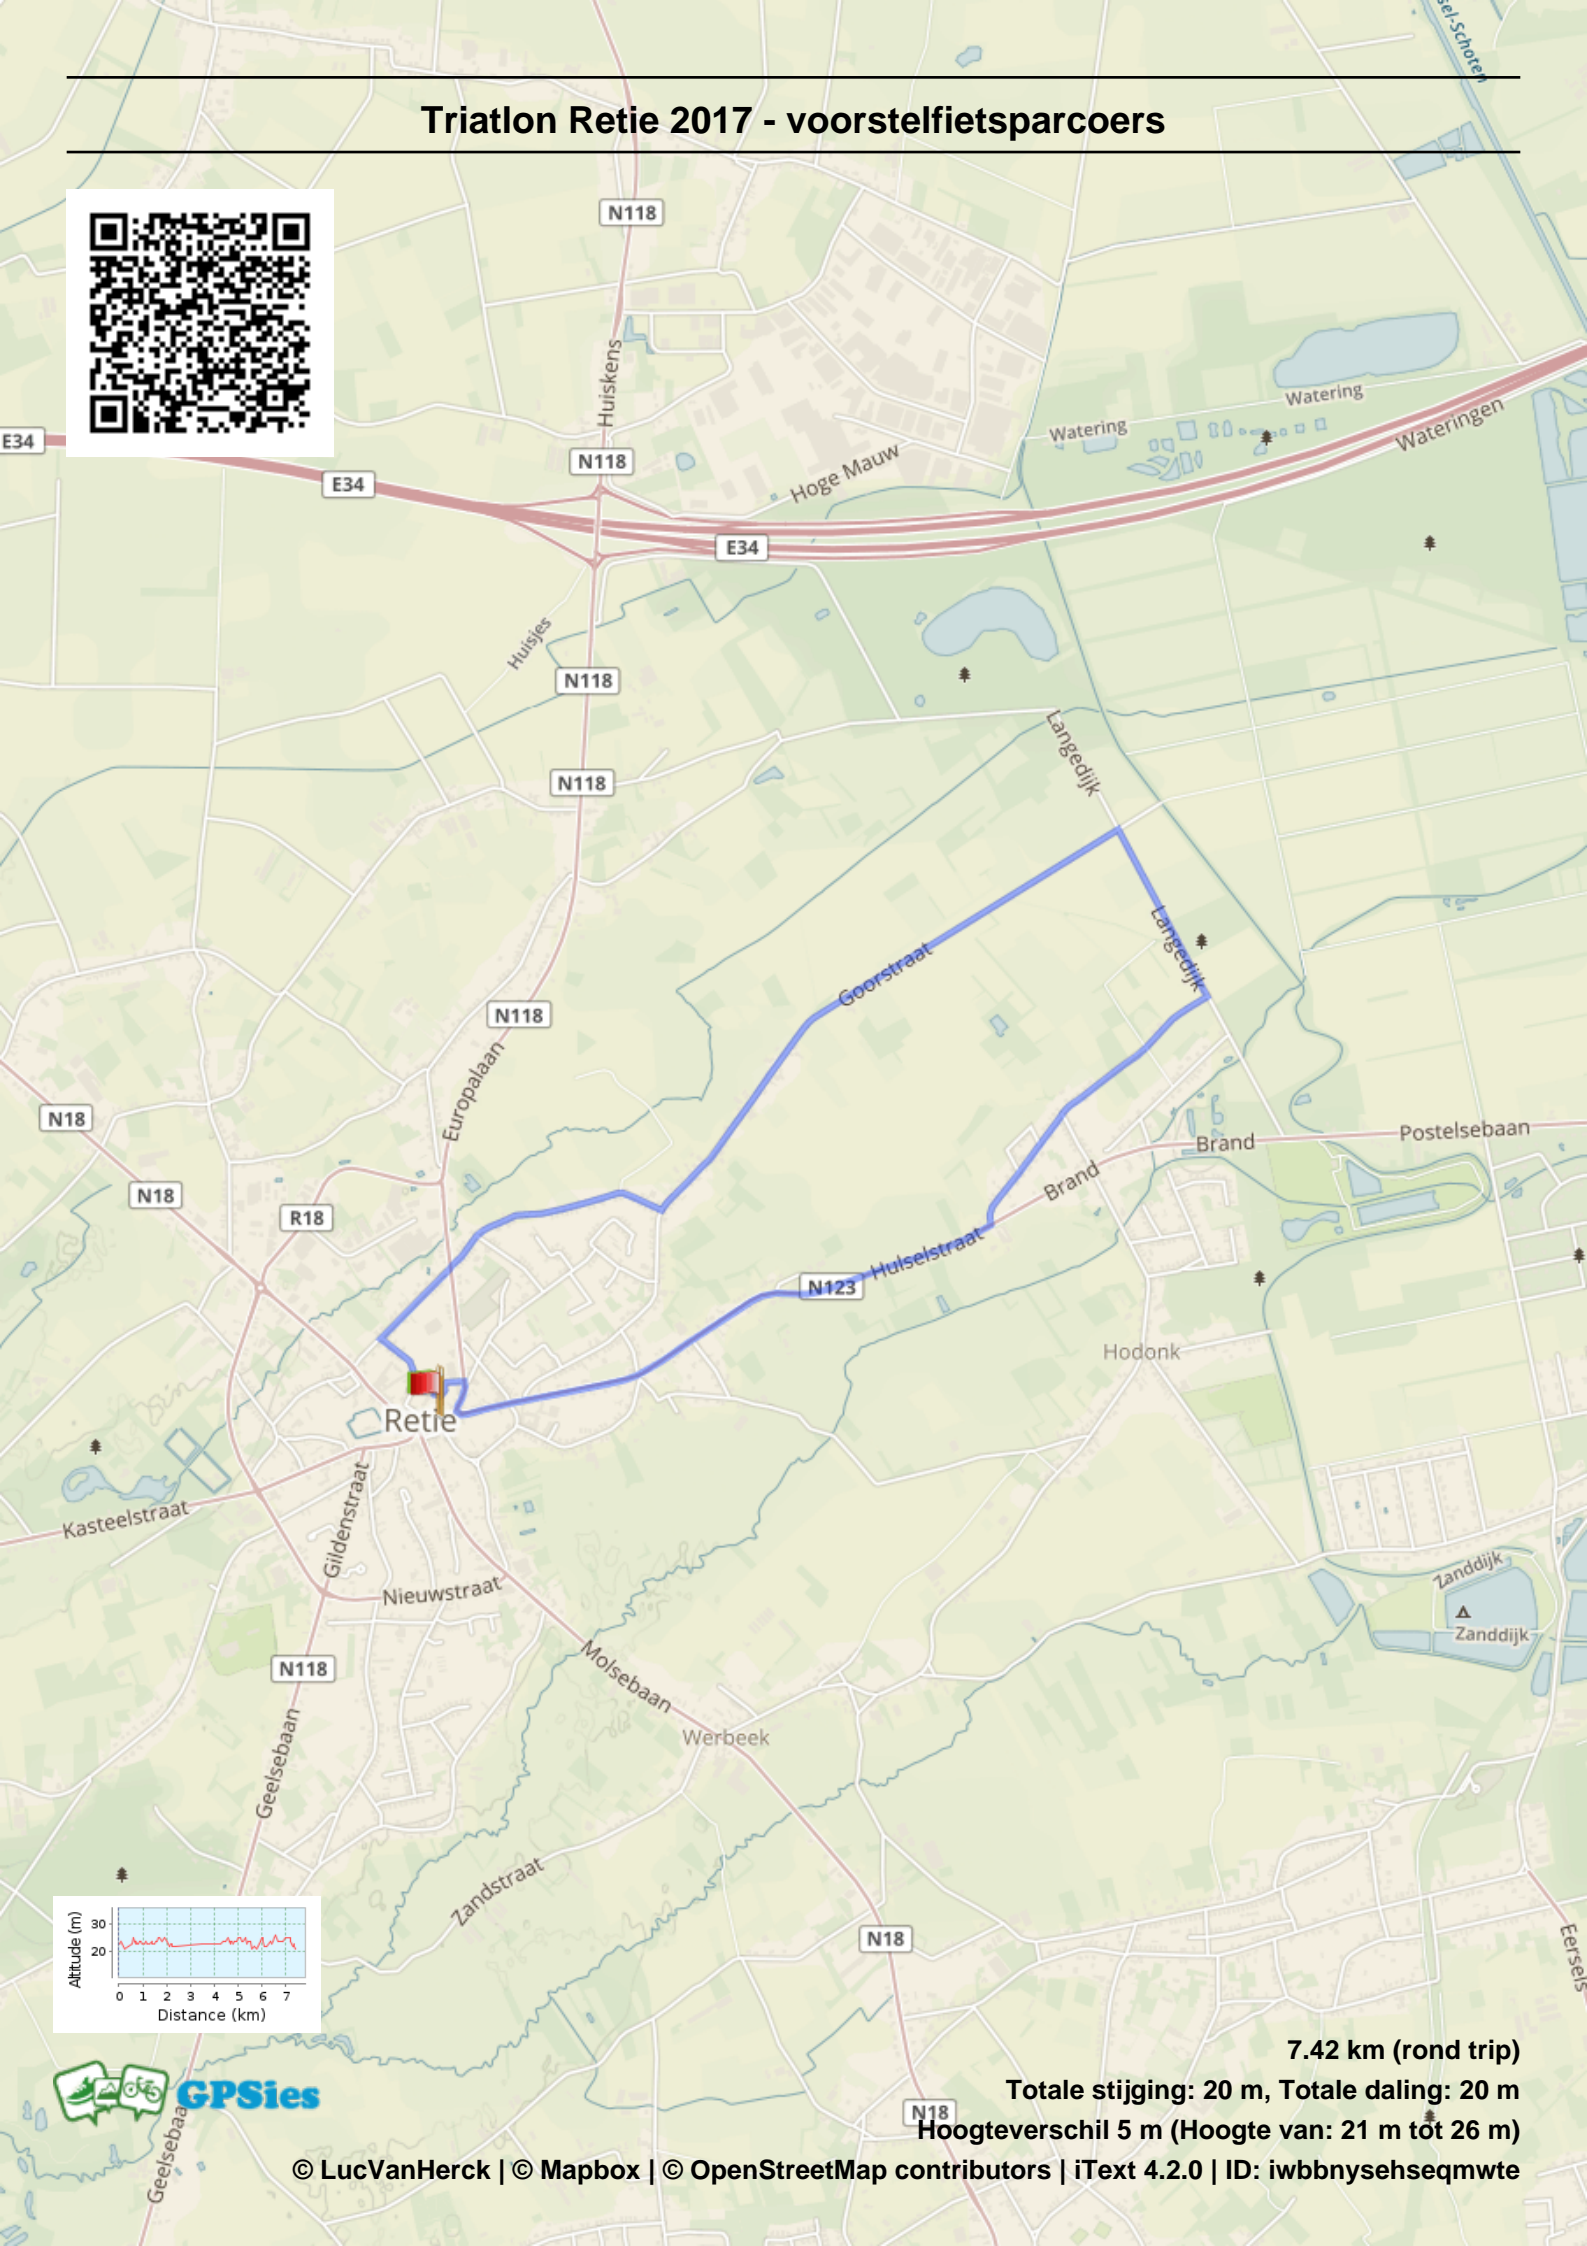 sel-Schoten
Triatlon Retie 2017 - voorstelfietsparcoers
N118
Huiskens
Watering
Watering
Wateringen
E34
N118
Hoge Mauw
E34
E34
Huisjes
N118
Langedijk
N118
Langedijk
Goorstraat
N118
Europalaan
N18
Postelsebaan
Brand
Brand
N18
R18
Hulselstraat
N123
Hodonk
Retie
Gildenstraat
Kasteelstraat
Nieuwstraat
Zanddijk
Zanddijk
N118
Molsebaan
Werbeek
Geelsebaan
Zandstraat
N18
Eersels
Altitude (m)
30
20
0 1 2 3 4 5 6 7
Distance (km)
7.42 km (rond trip)
GPSies
Totale stijging: 20 m, Totale daling: 20 m
N18
Hoogteverschil 5 m (Hoogte van: 21 m tot 26 m)
Geelsebaa
© LucVanHerck | © Mapbox | © OpenStreetMap contributors | iText 4.2.0 | ID: iwbbnysehseqmwte